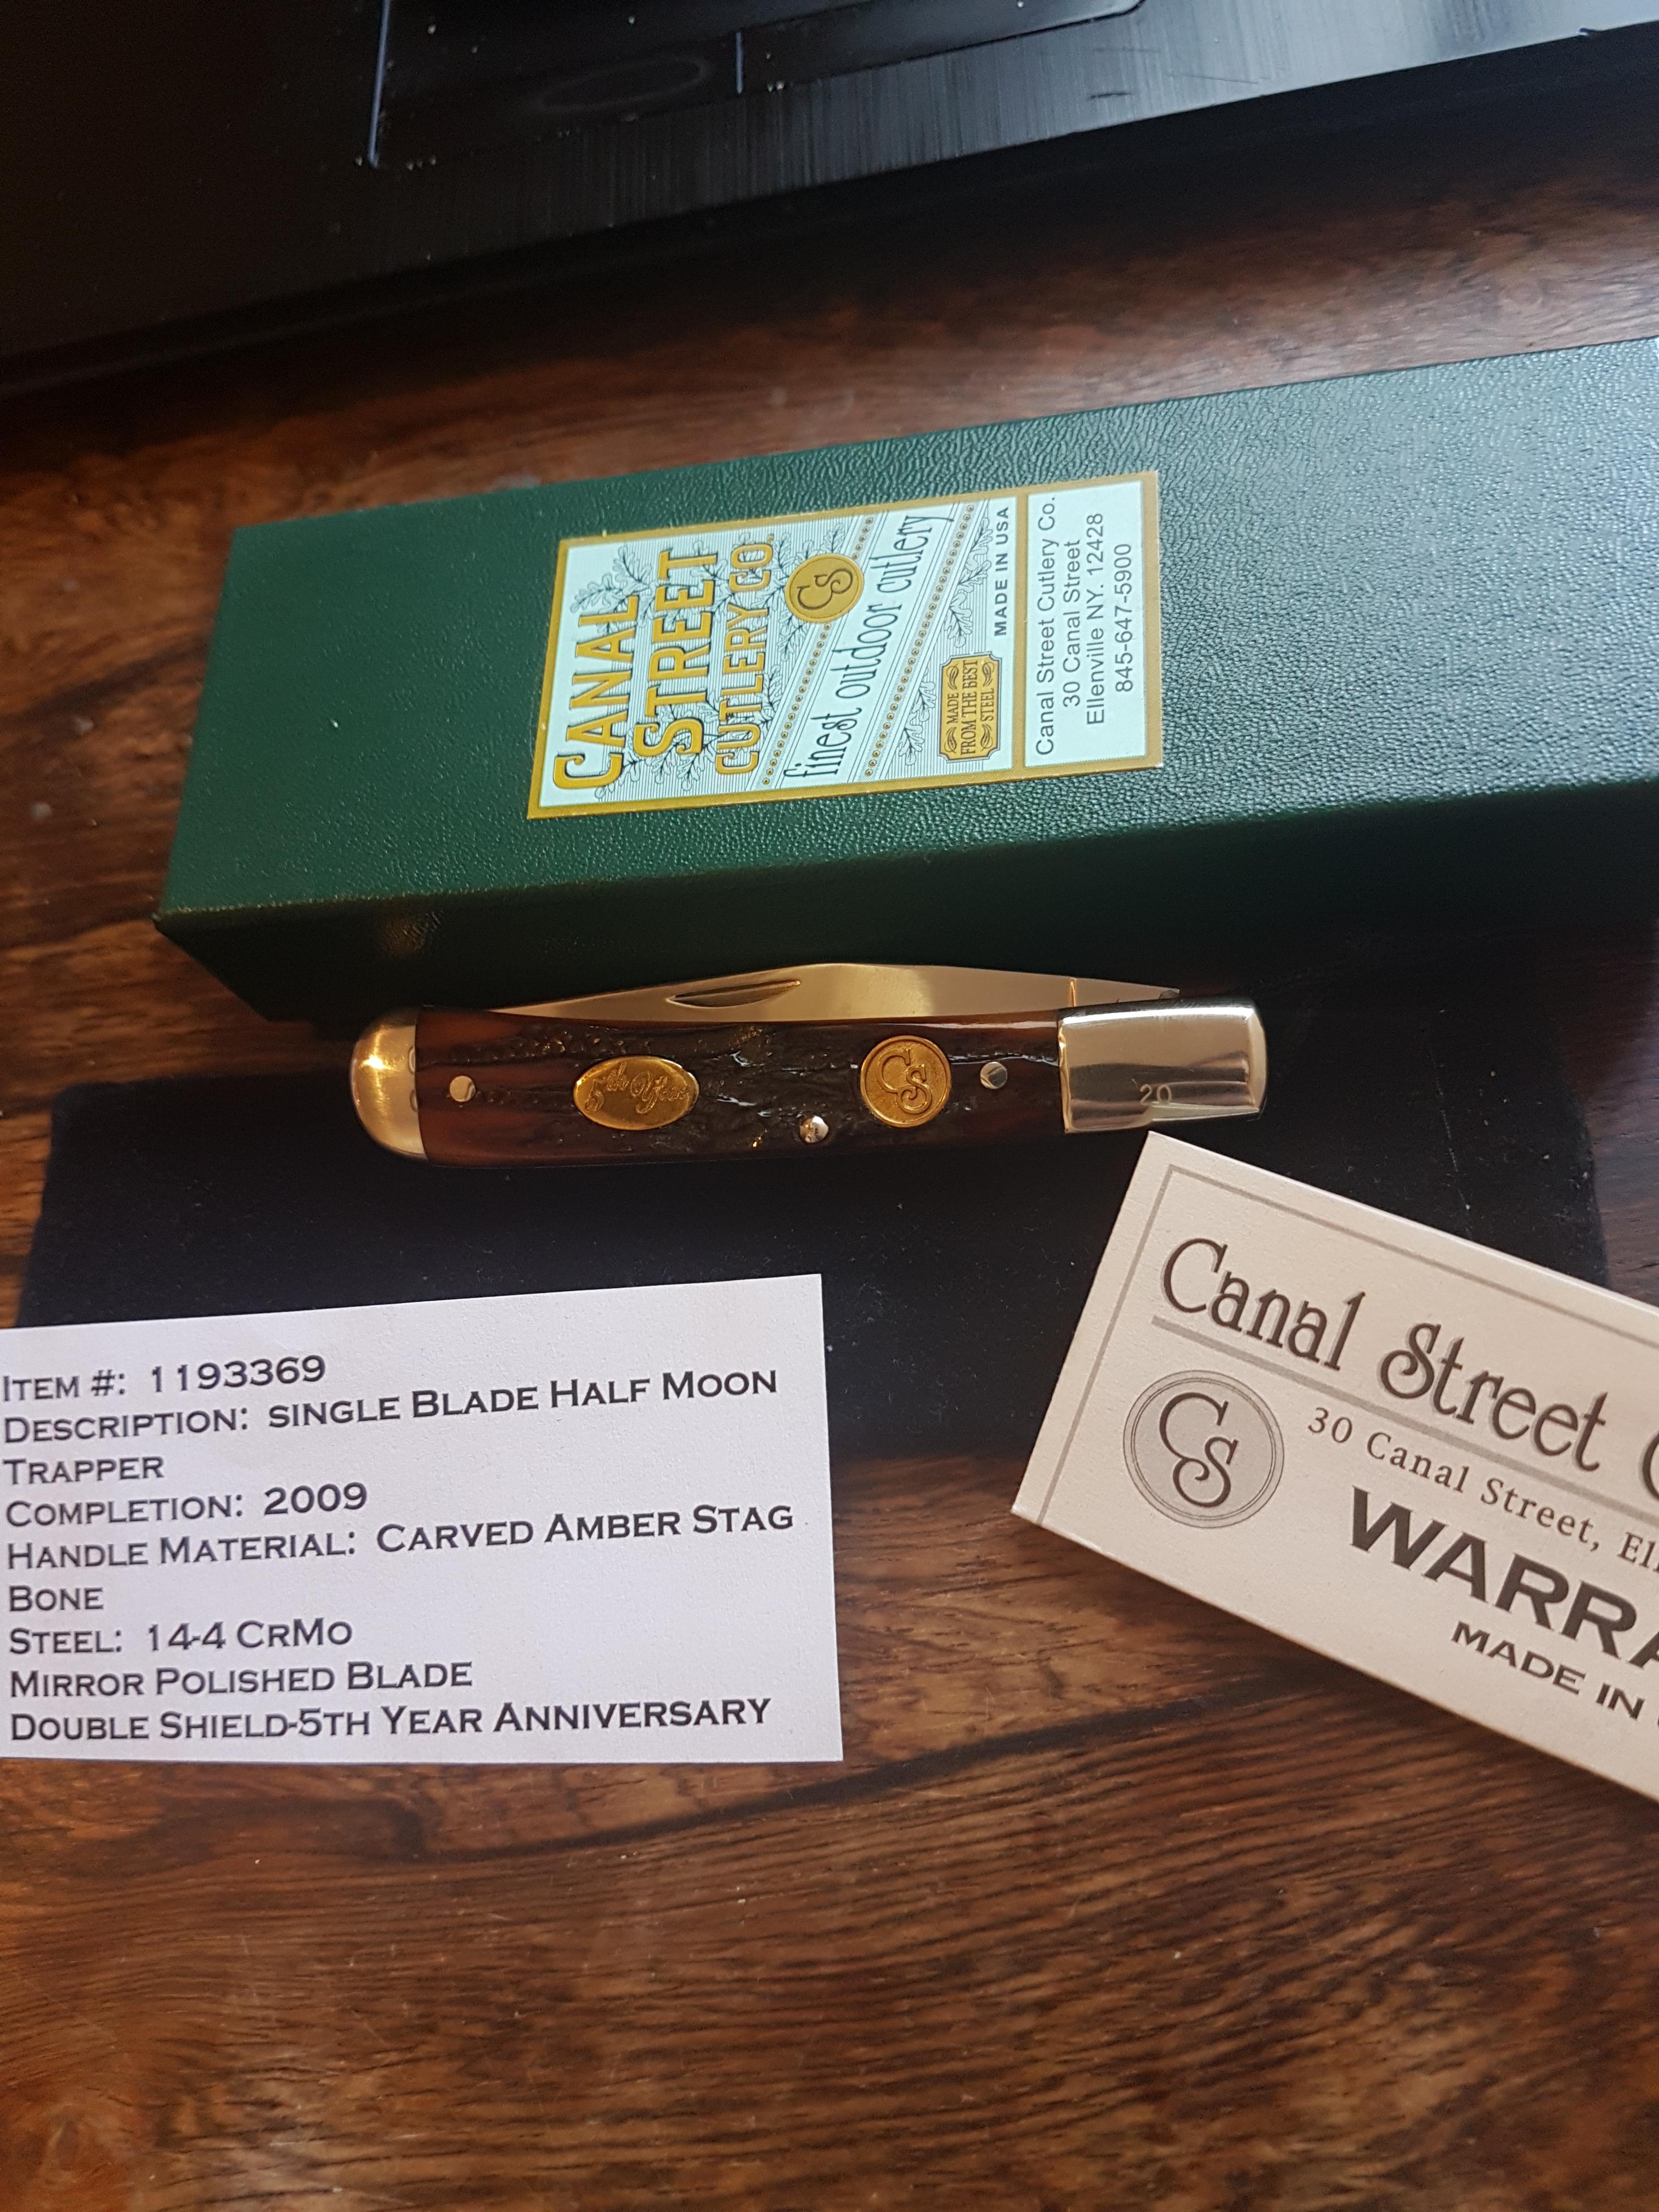 CANAL
STREET
CUTLERY CO.
CS
finest outdoor cutlery
MADE
FROM THE BEST
STEEL
MADE IN USA
Canal Street Cutlery Co.
30 Canal Street
Ellenville NY. 12428
845-647-5900
5th Year
CS
20
ITEM #: 1193369
DESCRIPTION: SINGLE BLADE HALF MOON
TRAPPER
COMPLETION: 2009
HANDLE MATERIAL: CARVED AMBER STAG
BONE
STEEL: 14-4 CRMO
MIRROR POLISHED BLADE
DOUBLE SHIELD-5TH YEAR ANNIVERSARY
Canal Street
CS
30 Canal Street,
MADE IN